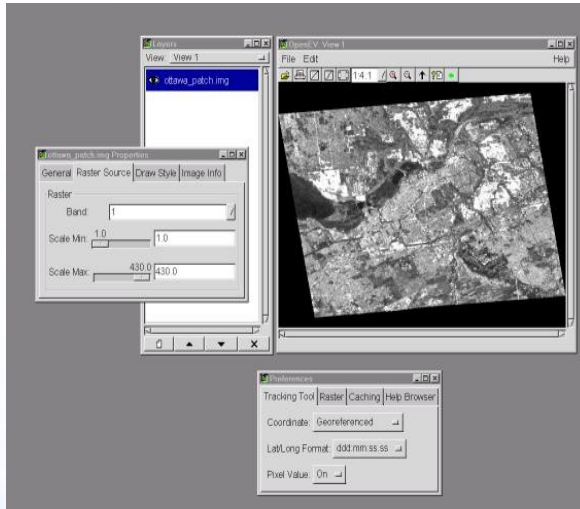 Layers
View: View 1
ottawa_patch.img
OpenEV: View 1
File Edit Help
1:4.1
ottawa_patch.img Properties
General Raster Source Draw Style Image Info
Raster
Band: 1
Scale Min: 1.0 1.0
Scale Max: 430.0 430.0
Preferences
Tracking Tool Raster Caching Help Browser
Coordinate: Georeferenced
Lat/Long Format: ddd:mm:ss.ss
Pixel Value: On